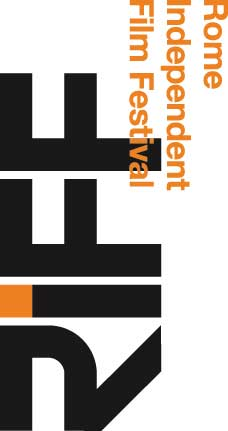 Rome
Independent
Film Festival
RIFF